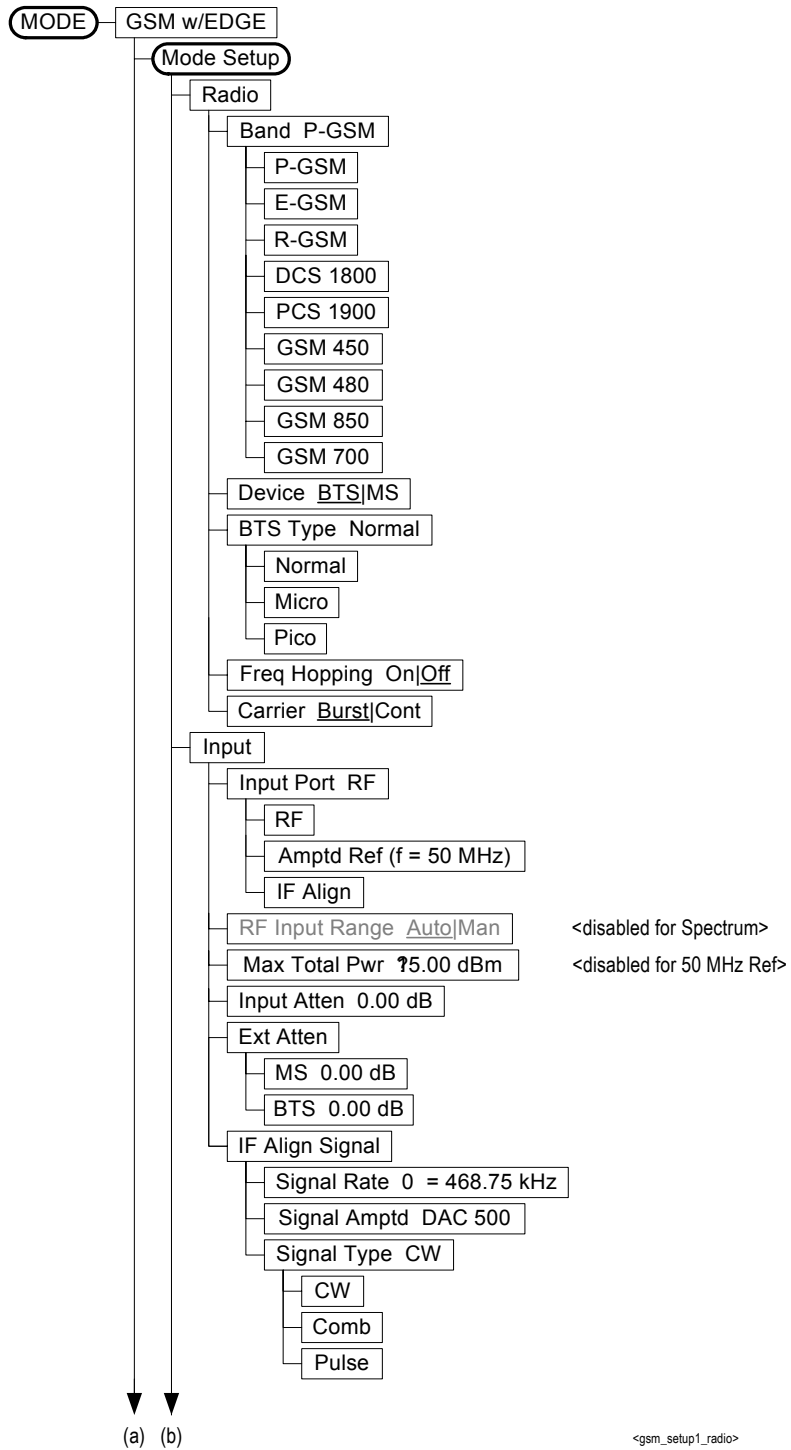 MODE GSM w/EDGE
Mode Setup
Radio
Band P-GSM
P-GSM
E-GSM
R-GSM
DCS 1800
PCS 1900
GSM 450
GSM 480
GSM 850
GSM 700
Device BTS|MS
BTS Type Normal
Normal
Micro
Pico
Freq Hopping On|Off
Carrier Burst|Cont
Input
Input Port RF
RF
Amptd Ref (f = 50 MHz)
IF Align
RF Input Range Auto|Man <disabled for Spectrum>
Max Total Pwr ?5.00 dBm <disabled for 50 MHz Ref>
Input Atten 0.00 dB
Ext Atten
MS 0.00 dB
BTS 0.00 dB
IF Align Signal
Signal Rate 0 = 468.75 kHz
Signal Amptd DAC 500
Signal Type CW
CW
Comb
Pulse
(a) (b) <gsm_setup1_radio>